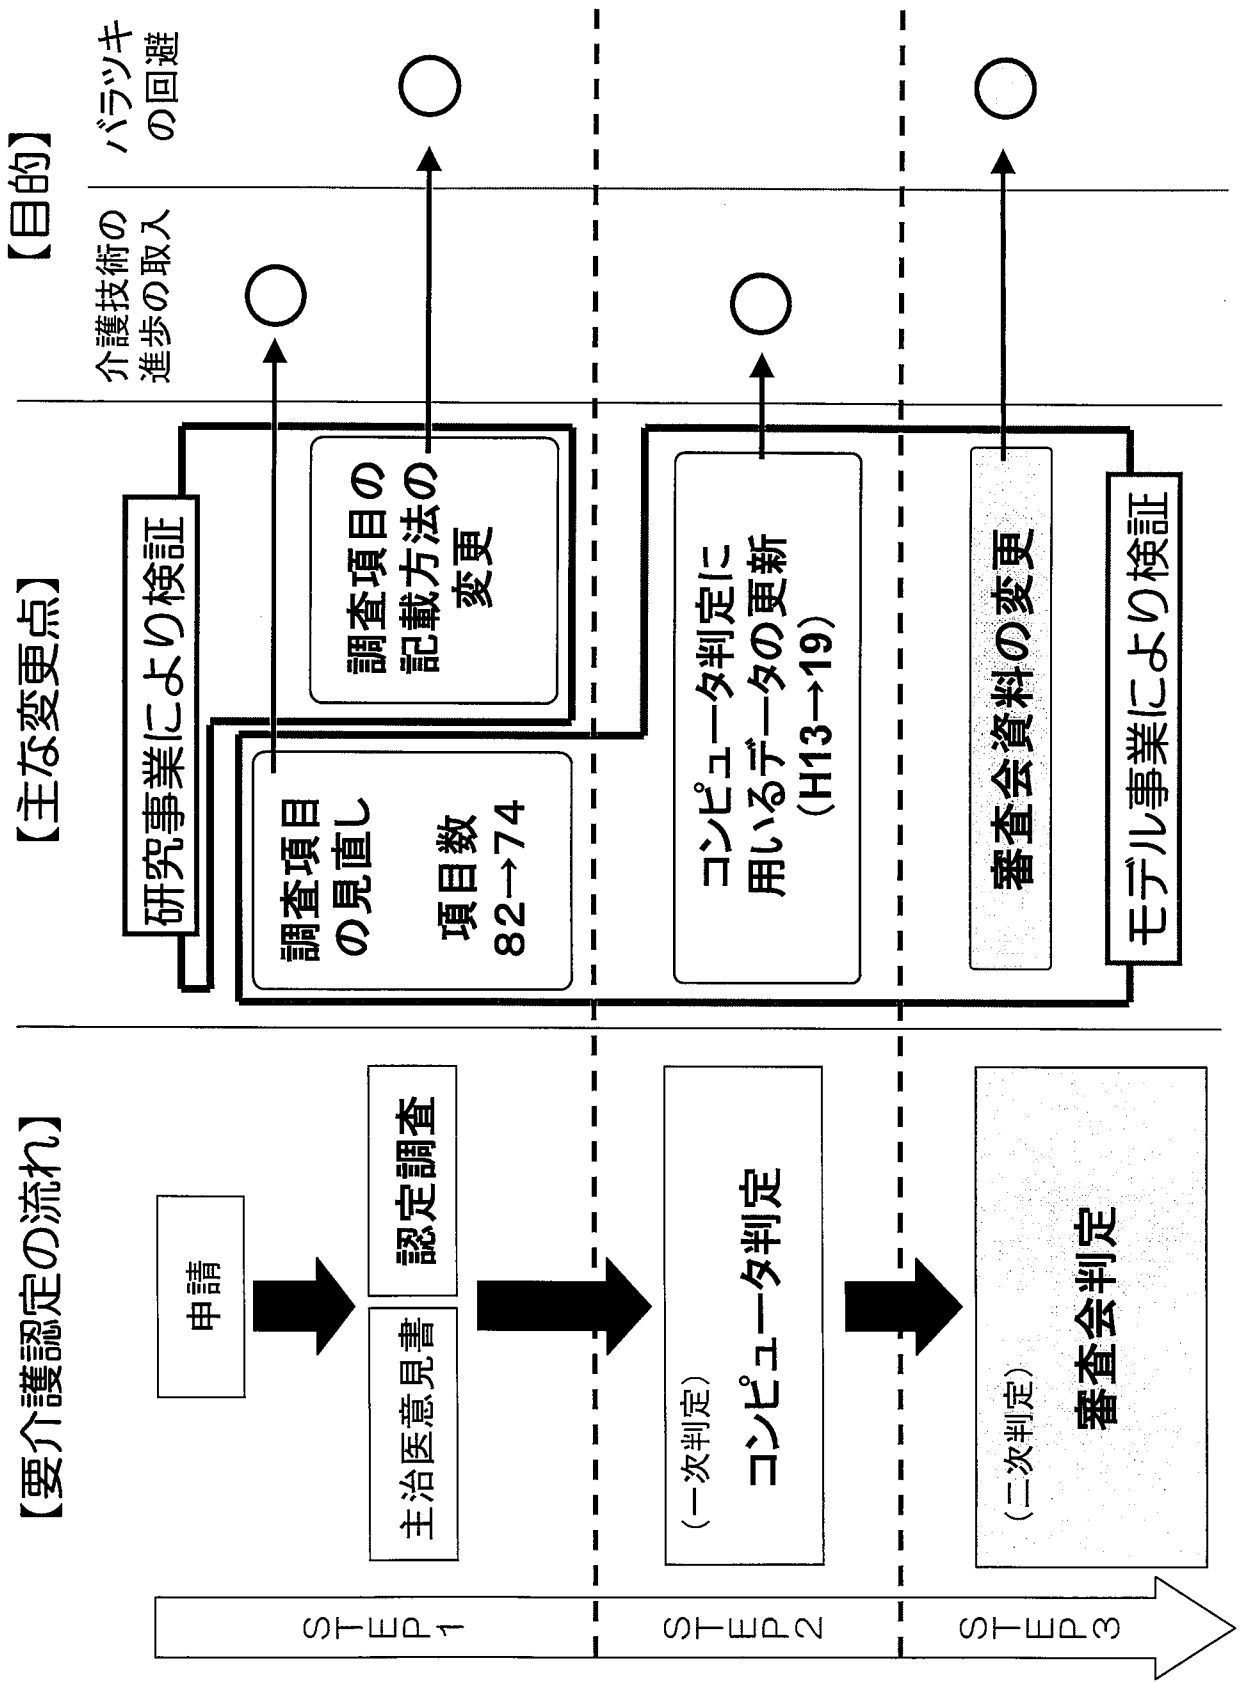 【要介護認定の流れ】
【主な変更点】
【目的】
介護技術の
進歩の取入
バラツキ
の回避
STEP1
申請
主治医意見書
認定調査
研究事業により検証
調査項目
の見直し
項目数
82→74
調査項目の
記載方法の
変更
STEP2
(一次判定)
コンピュータ判定
コンピュータ判定に
用いるデータの更新
(H13→19)
STEP3
(二次判定)
審査会判定
審査会資料の変更
モデル事業により検証